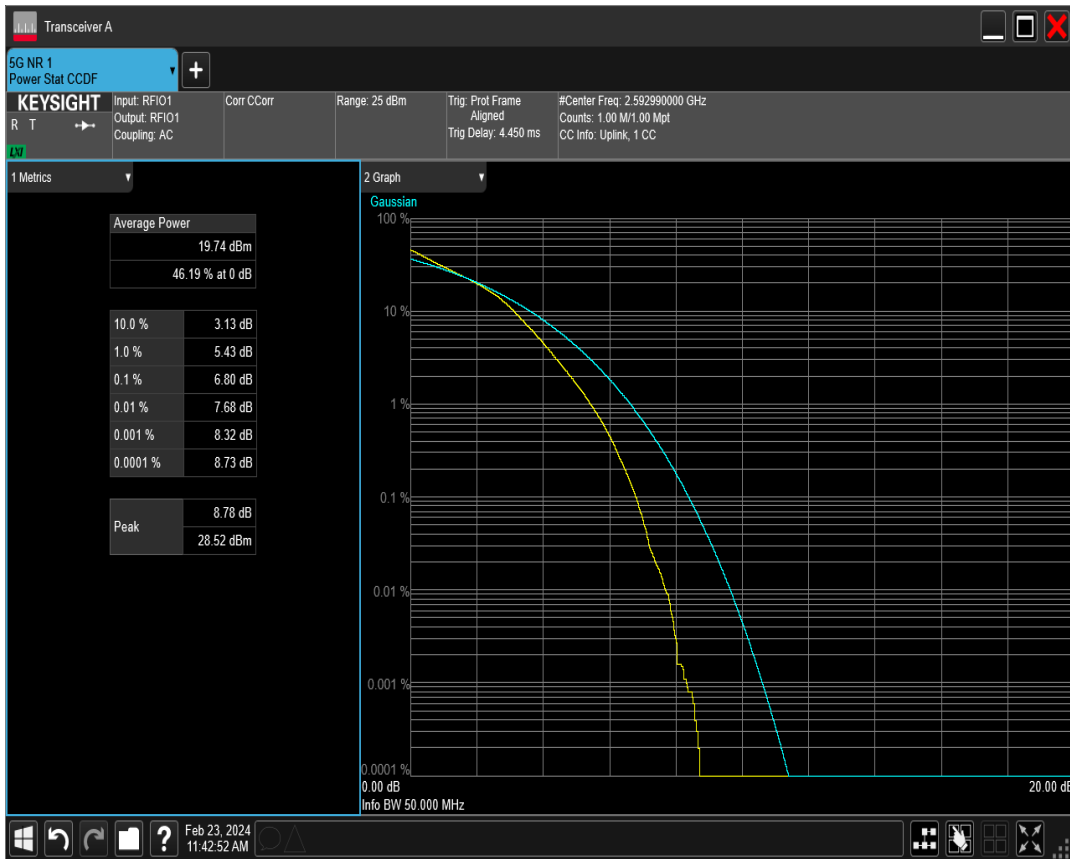 Transceiver A
5G NR 1
Power Stat CCDF
KEYSIGHT
R T
LXI
Input: RFIO1
Output: RFIO1
Coupling: AC
Corr CCorr
Range: 25 dBm
Trig: Prot Frame
Aligned
Trig Delay: 4.450 ms
#Center Freq: 2.592990000 GHz
Counts: 1.00 M/1.00 Mpt
CC Info: Uplink, 1 CC
1 Metrics
Average Power
19.74 dBm
46.19 % at 0 dB
10.0 % 3.13 dB
1.0 % 5.43 dB
0.1 % 6.80 dB
0.01 % 7.68 dB
0.001 % 8.32 dB
0.0001 % 8.73 dB
Peak
8.78 dB
28.52 dBm
2 Graph
Gaussian
100 %
10 %
1 %
0.1 %
0.01 %
0.001 %
0.0001 %
0.00 dB 20.00 dB
Info BW 50.000 MHz
? Feb 23, 2024
11:42:52 AM